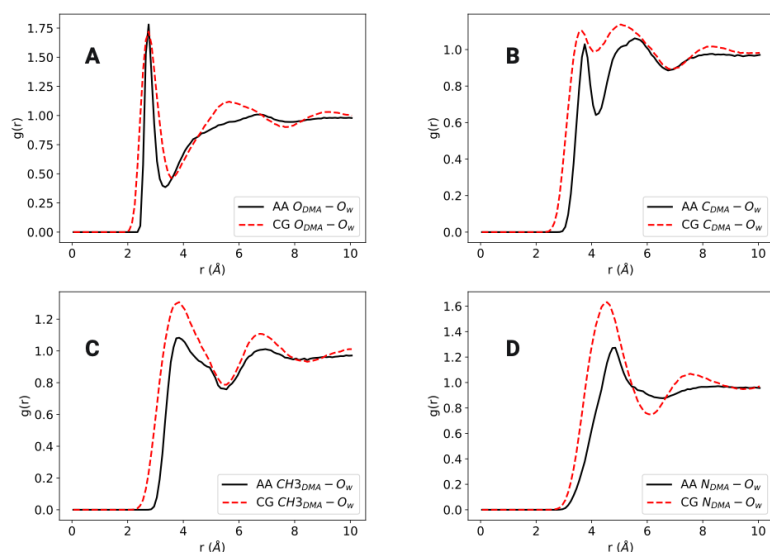 A
g(r)
1.75
1.50
1.25
1.00
0.75
0.50
0.25
0.00
0 2 4 6 8 10
r (Å)
AA O_DMA − O_w
CG O_DMA − O_w
B
g(r)
1.0
0.8
0.6
0.4
0.2
0.0
0 2 4 6 8 10
r (Å)
AA C_DMA − O_w
CG C_DMA − O_w
C
g(r)
1.2
1.0
0.8
0.6
0.4
0.2
0.0
0 2 4 6 8 10
r (Å)
AA CH3_DMA − O_w
CG CH3_DMA − O_w
D
g(r)
1.6
1.4
1.2
1.0
0.8
0.6
0.4
0.2
0.0
0 2 4 6 8 10
r (Å)
AA N_DMA − O_w
CG N_DMA − O_w